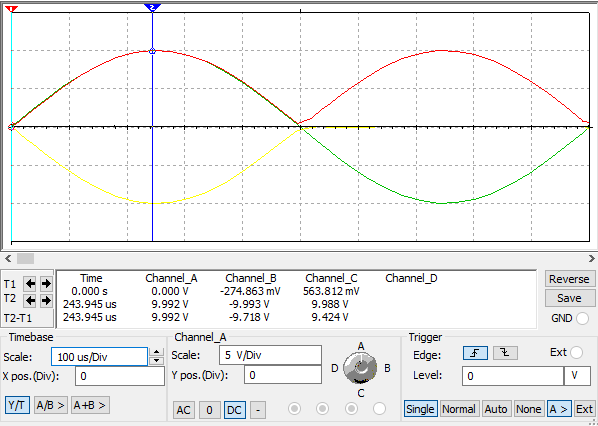 1 2
T1
T2
T2-T1
Time Channel_A Channel_B Channel_C Channel_D
0.000 s 0.000 V -274.863 mV 563.812 mV
243.945 us 9.992 V -9.993 V 9.988 V
243.945 us 9.992 V -9.718 V 9.424 V
Reverse
Save
GND
Timebase
Scale: 100 us/Div
X pos.(Div): 0
Y/T A/B > A+B >
Channel_A
Scale: 5 V/Div
Y pos.(Div): 0
AC 0 DC -
A
D B
C
Trigger
Edge: Ext
Level: 0 V
Single Normal Auto None A > Ext